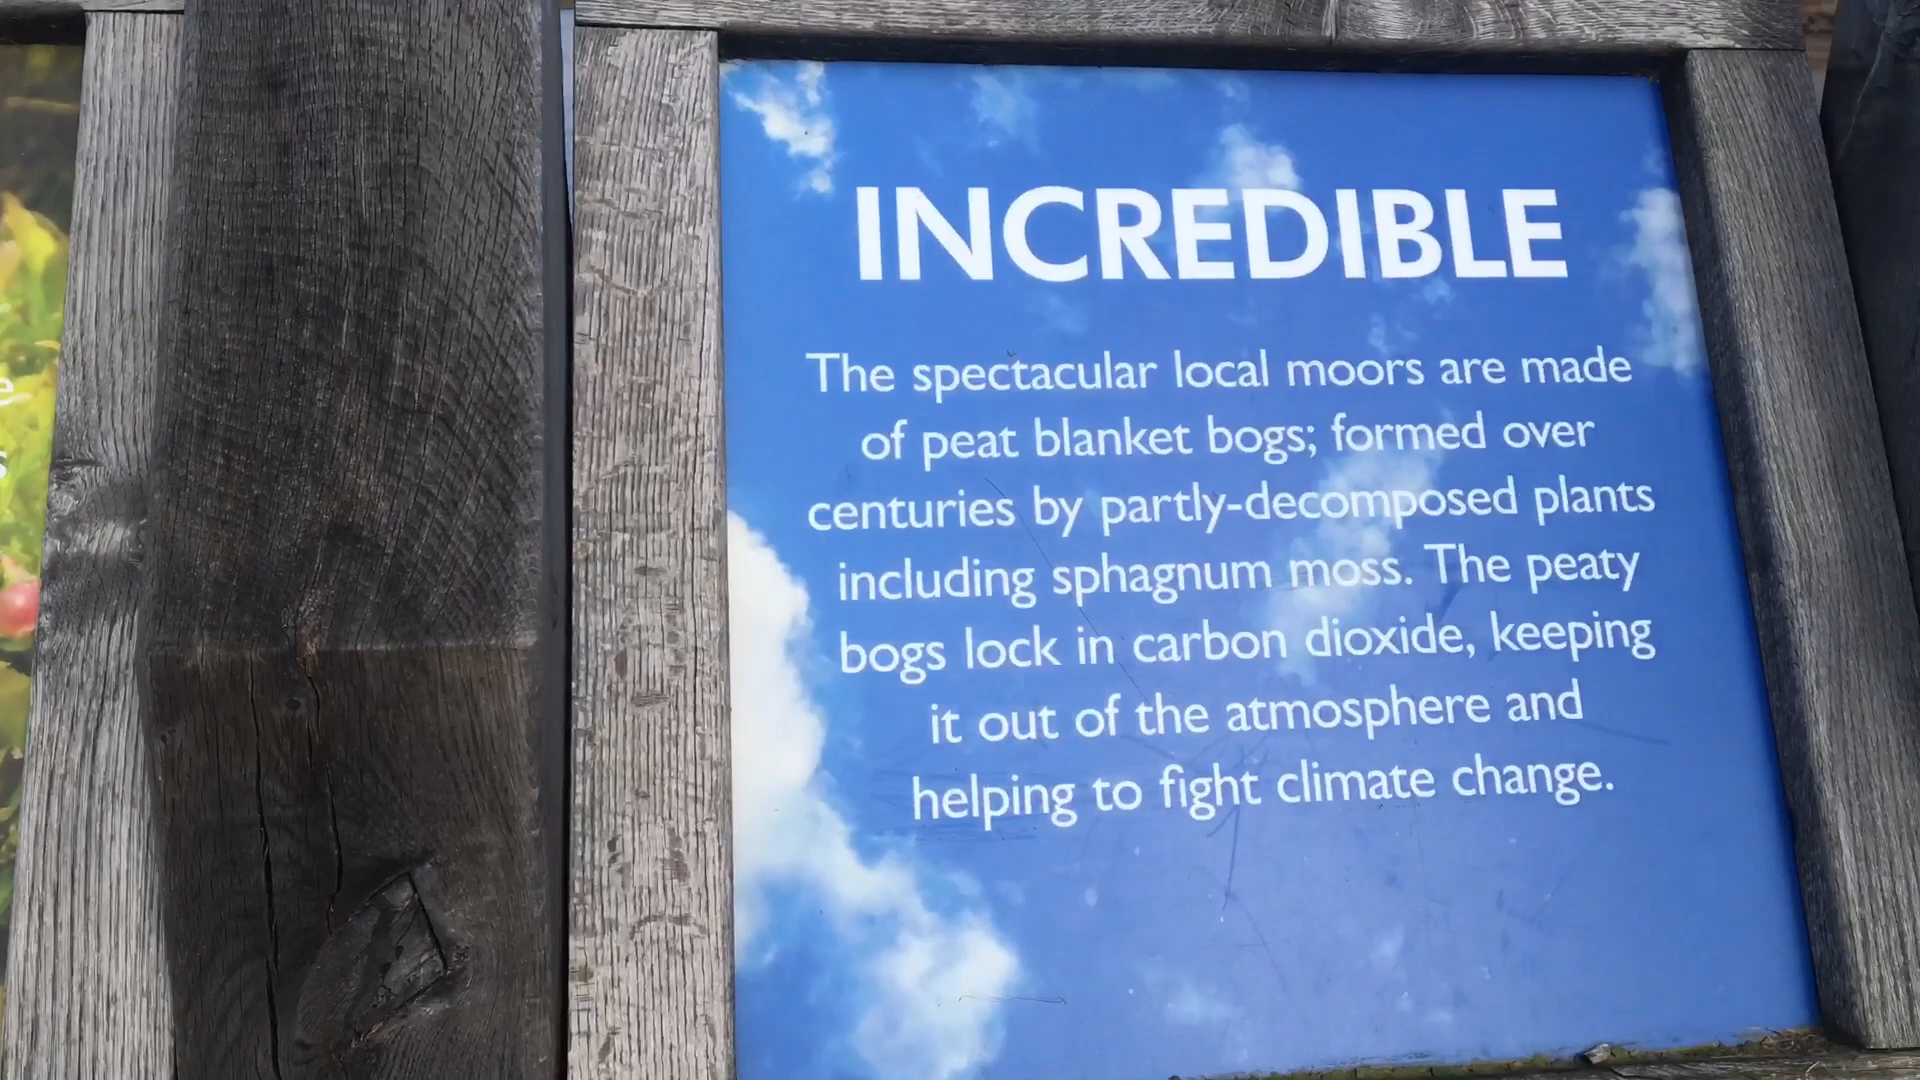 INCREDIBLE
The spectacular local moors are made
of peat blanket bogs; formed over
centuries by partly-decomposed plants
including sphagnum moss. The peaty
bogs lock in carbon dioxide, keeping
it out of the atmosphere and
helping to fight climate change.